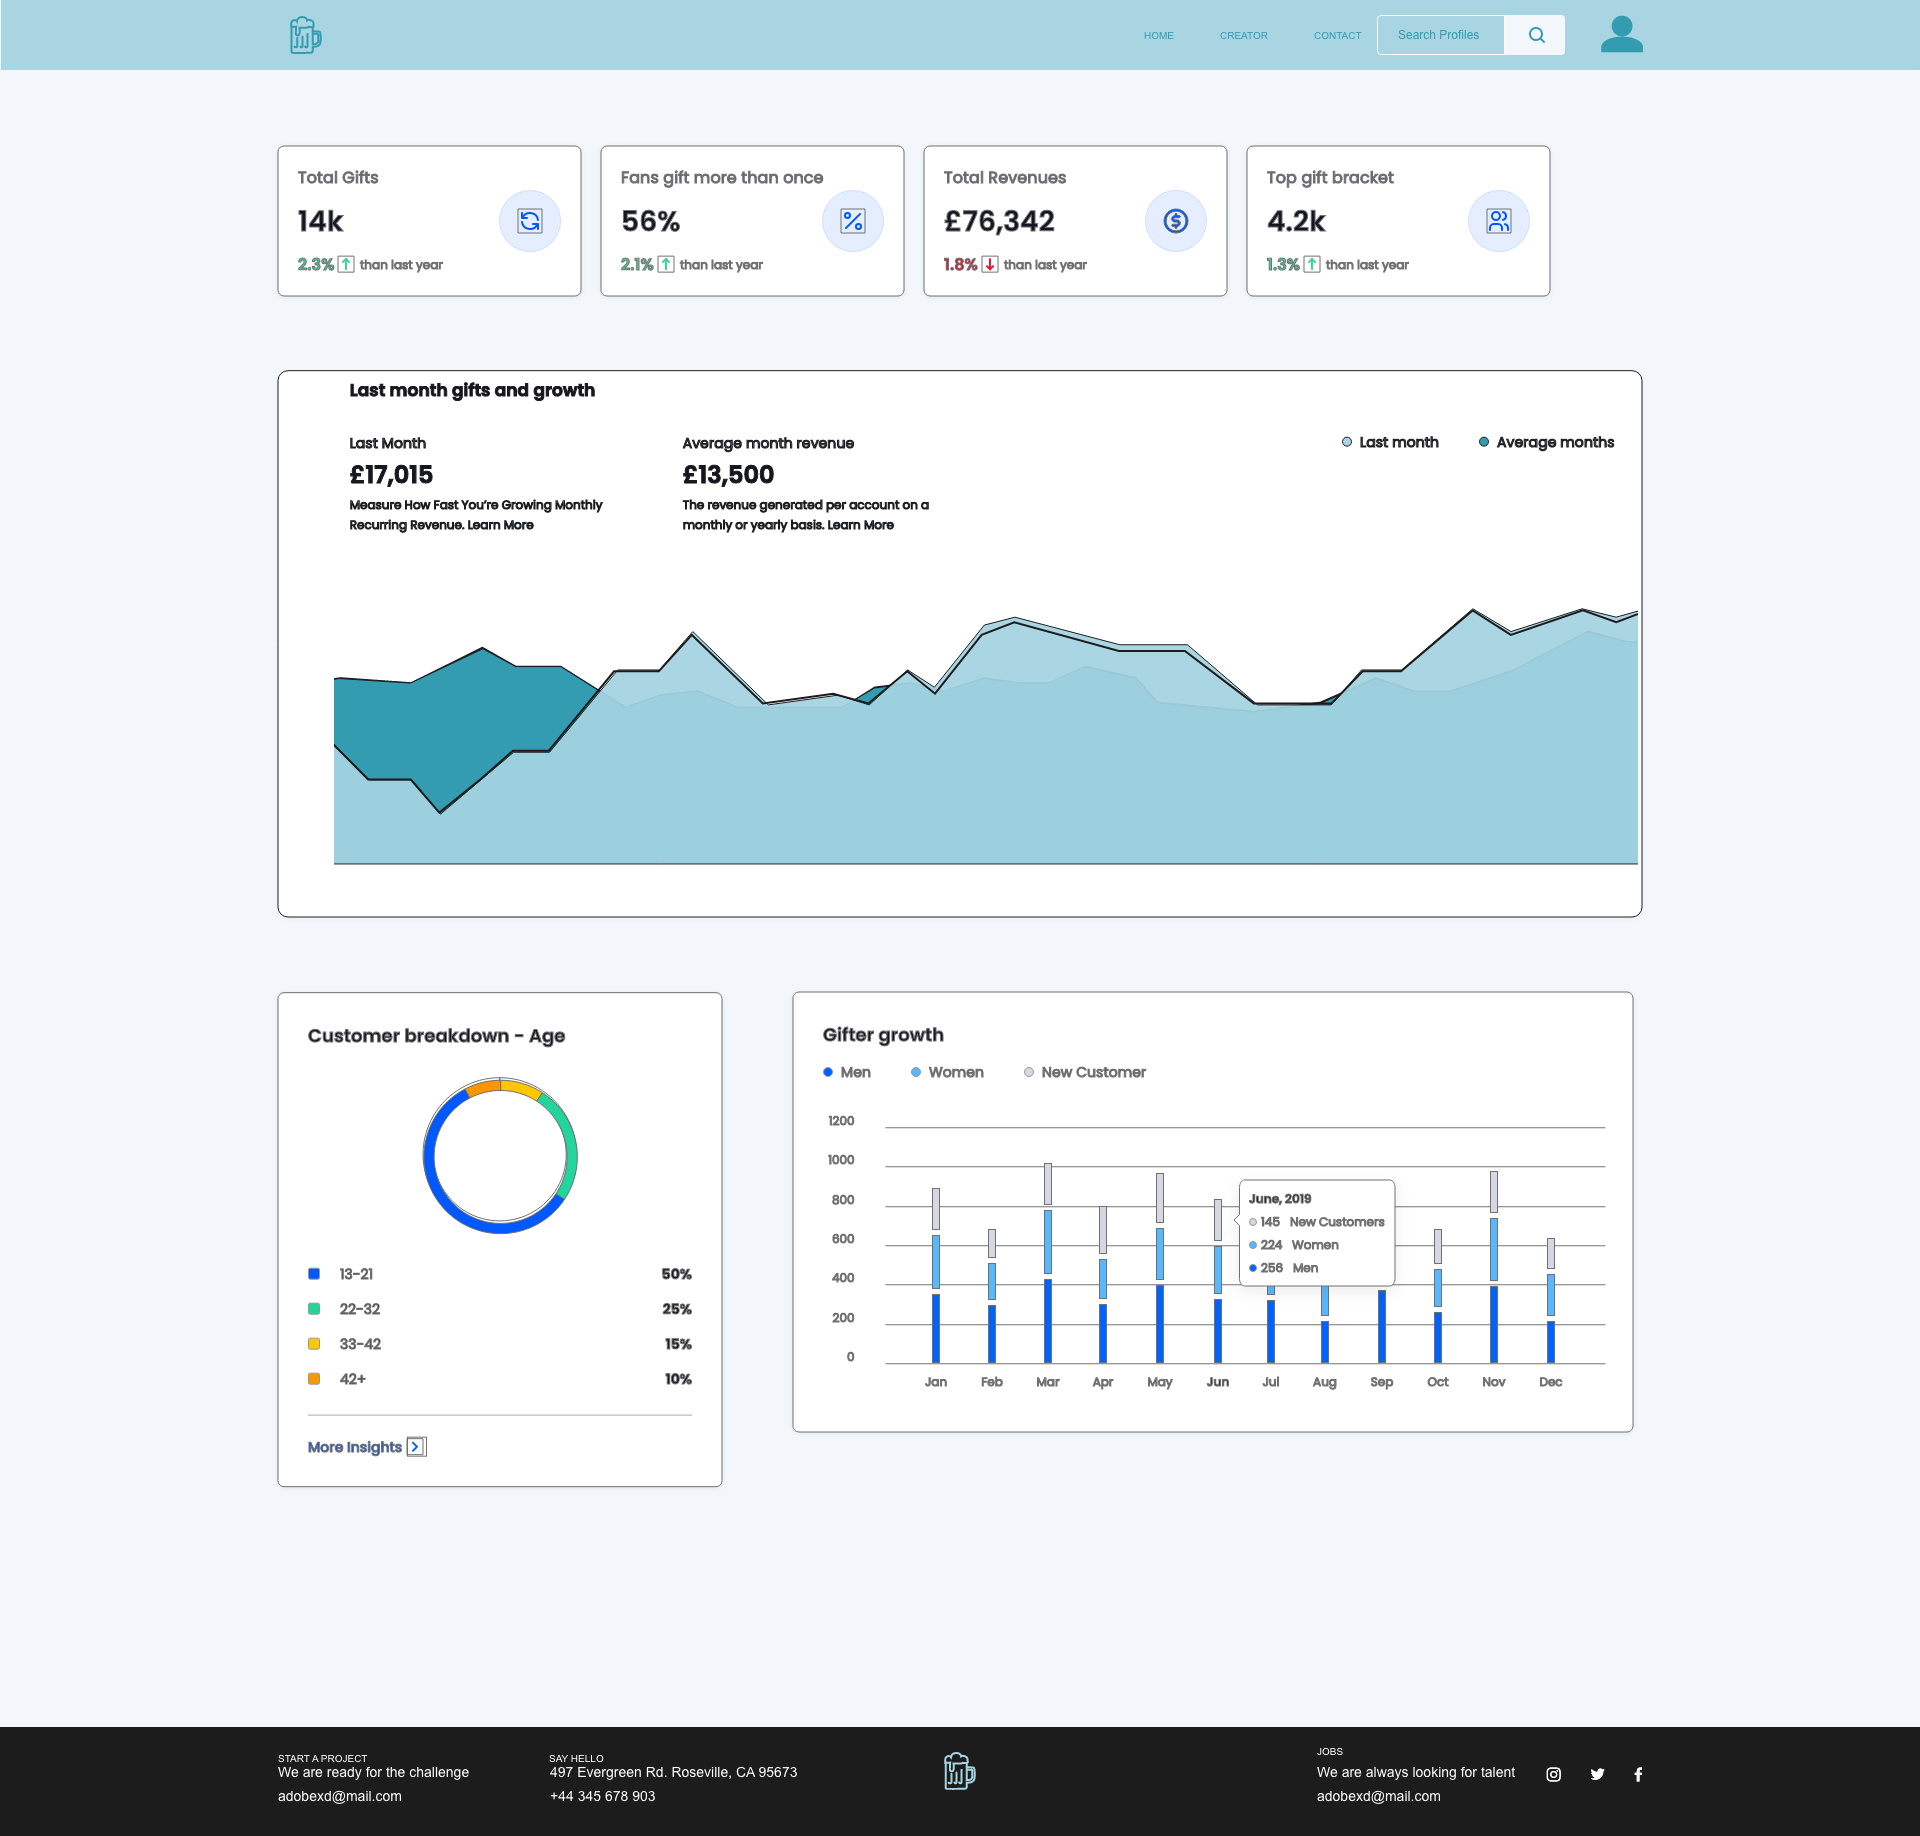 HOME CREATOR CONTACT Search Profiles
Total Gifts
14k
2.3% than last year
Fans gift more than once
56%
2.1% than last year
Total Revenues
£76,342
1.8% than last year
Top gift bracket
4.2k
1.3% than last year
Last month gifts and growth
Last Month
£17,015
Measure How Fast You’re Growing Monthly
Recurring Revenue. Learn More
Average month revenue
£13,500
The revenue generated per account on a
monthly or yearly basis. Learn More
Last month Average months
Customer breakdown - Age
13-21 50%
22-32 25%
33-42 15%
42+ 10%
More Insights
Gifter growth
Men Women New Customer
1200
1000
800
600
400
200
0
June, 2019
145 New Customers
224 Women
256 Men
Jan Feb Mar Apr May Jun Jul Aug Sep Oct Nov Dec
START A PROJECT
We are ready for the challenge
adobexd@mail.com
SAY HELLO
497 Evergreen Rd. Roseville, CA 95673
+44 345 678 903
JOBS
We are always looking for talent
adobexd@mail.com